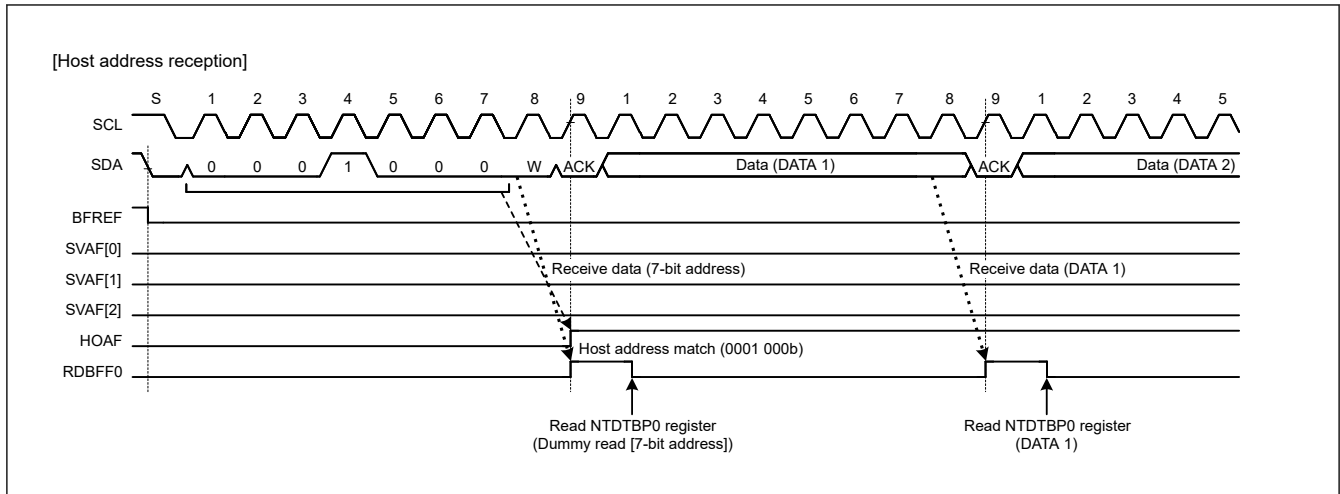 [Host address reception]
S 1 2 3 4 5 6 7 8 9 1 2 3 4 5 6 7 8 9 1 2 3 4 5
SCL
SDA 0 0 0 1 0 0 0 W ACK Data (DATA 1) ACK Data (DATA 2)
BFREF
SVAF[0]
Receive data (7-bit address) Receive data (DATA 1)
SVAF[1]
SVAF[2]
HOAF
Host address match (0001 000b)
RDBFF0
Read NTDTBP0 register Read NTDTBP0 register
(Dummy read [7-bit address]) (DATA 1)